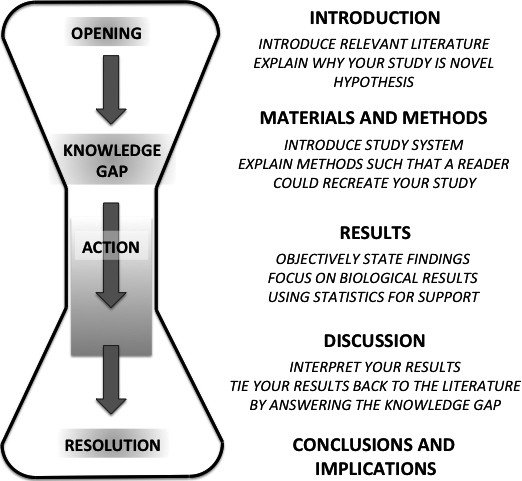 OPENING
KNOWLEDGE
GAP
ACTION
RESOLUTION
INTRODUCTION
INTRODUCE RELEVANT LITERATURE
EXPLAIN WHY YOUR STUDY IS NOVEL
HYPOTHESIS
MATERIALS AND METHODS
INTRODUCE STUDY SYSTEM
EXPLAIN METHODS SUCH THAT A READER
COULD RECREATE YOUR STUDY
RESULTS
OBJECTIVELY STATE FINDINGS
FOCUS ON BIOLOGICAL RESULTS
USING STATISTICS FOR SUPPORT
DISCUSSION
INTERPRET YOUR RESULTS
TIE YOUR RESULTS BACK TO THE LITERATURE
BY ANSWERING THE KNOWLEDGE GAP
CONCLUSIONS AND
IMPLICATIONS